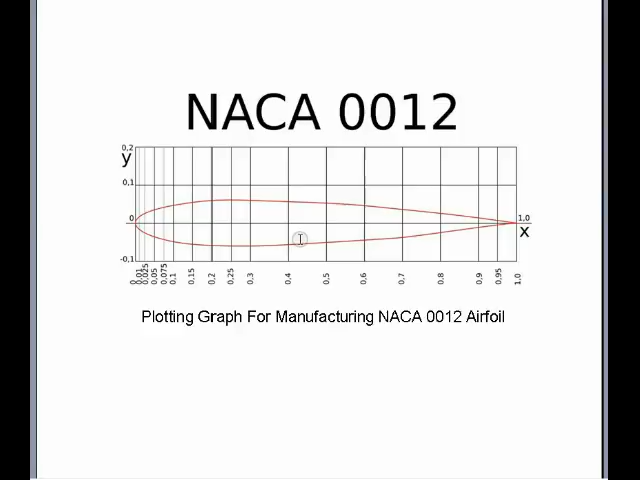 NACA 0012
0,2
y
0,1
0
1,0
x
-0,1
0 0,01 0,025 0,05 0,075 0,1 0,15 0,2 0,25 0,3 0,4 0,5 0,6 0,7 0,8 0,9 0,95 1,0
Plotting Graph For Manufacturing NACA 0012 Airfoil